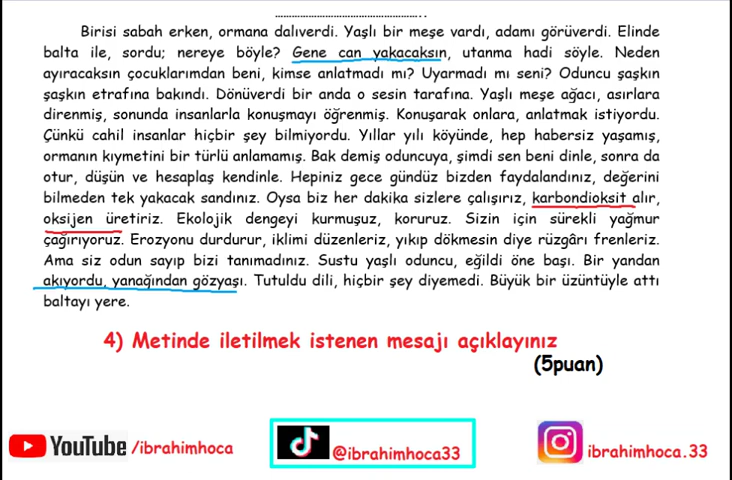 ................................................
Birisi sabah erken, ormana dalıverdi. Yaşlı bir meşe vardı, adamı görüverdi. Elinde
balta ile, sordu; nereye böyle? Gene can yakacaksın, utanma hadi söyle. Neden
ayıracaksın çocuklarımdan beni, kimse anlatmadı mı? Uyarmadı mı seni? Oduncu şaşkın
şaşkın etrafına bakındı. Dönüverdi bir anda o sesin tarafına. Yaşlı meşe ağacı, asırlara
direnmiş, sonunda insanlarla konuşmayı öğrenmiş. Konuşarak onlara, anlatmak istiyordu.
Çünkü cahil insanlar hiçbir şey bilmiyordu. Yıllar yılı köyünde, hep habersiz yaşamış,
ormanın kıymetini bir türlü anlamamış. Bak demiş oduncuya, şimdi sen beni dinle, sonra da
otur, düşün ve hesaplaş kendinle. Hepiniz gece gündüz bizden faydalandınız, değerini
bilmeden tek yakacak sandınız. Oysa biz her dakika sizlere çalışırız, karbondioksit alır,
oksijen üretiriz. Ekolojik dengeyi kurmuşuz, koruruz. Sizin için sürekli yağmur
çağırıyoruz. Erozyonu durdurur, iklimi düzenleriz, yıkıp dökmesin diye rüzgârı frenleriz.
Ama siz odun sayıp bizi tanımadınız. Sustu yaşlı oduncu, eğildi öne başı. Bir yandan
akıyordu, yanağından gözyaşı. Tutuldu dili, hiçbir şey diyemedi. Büyük bir üzüntüyle attı
baltayı yere.
4) Metinde iletilmek istenen mesajı açıklayınız
(5puan)
YouTube /ibrahimhoca
@ibrahimhoca33
ibrahimhoca.33